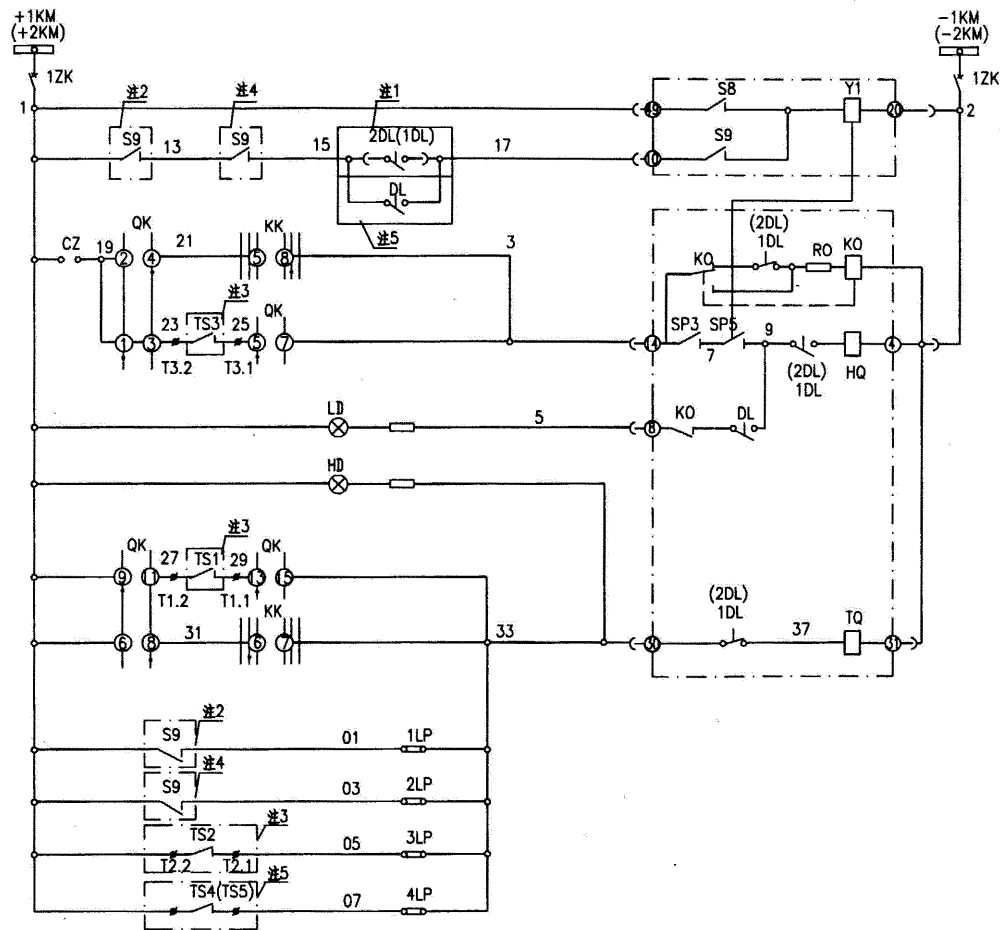 +1KM
(+2KM)
-1KM
(-2KM)
1ZK
1ZK
1
注2
注4
注1
19
S8
Y1
20
2
S9
13
S9
15
2DL(1DL)
17
10
S9
DL
注5
CZ
19
QK
2
4
21
KK
5
8
3
(2DL)
1DL
RO
KO
KO
注3
QK
1
3
23
TS3
25
5
7
T3.2
T3.1
14
SP3
SP5
7
9
(2DL)
1DL
HQ
4
LD
5
8
KO
DL
HD
注3
QK
9
11
27
TS1
29
QK
13
15
T1.2
T1.1
KK
6
8
31
6
7
33
30
(2DL)
1DL
37
TQ
31
注2
S9
01
1LP
注4
S9
03
2LP
注3
TS2
05
3LP
T2.2
T2.1
注5
TS4(TS5)
07
4LP